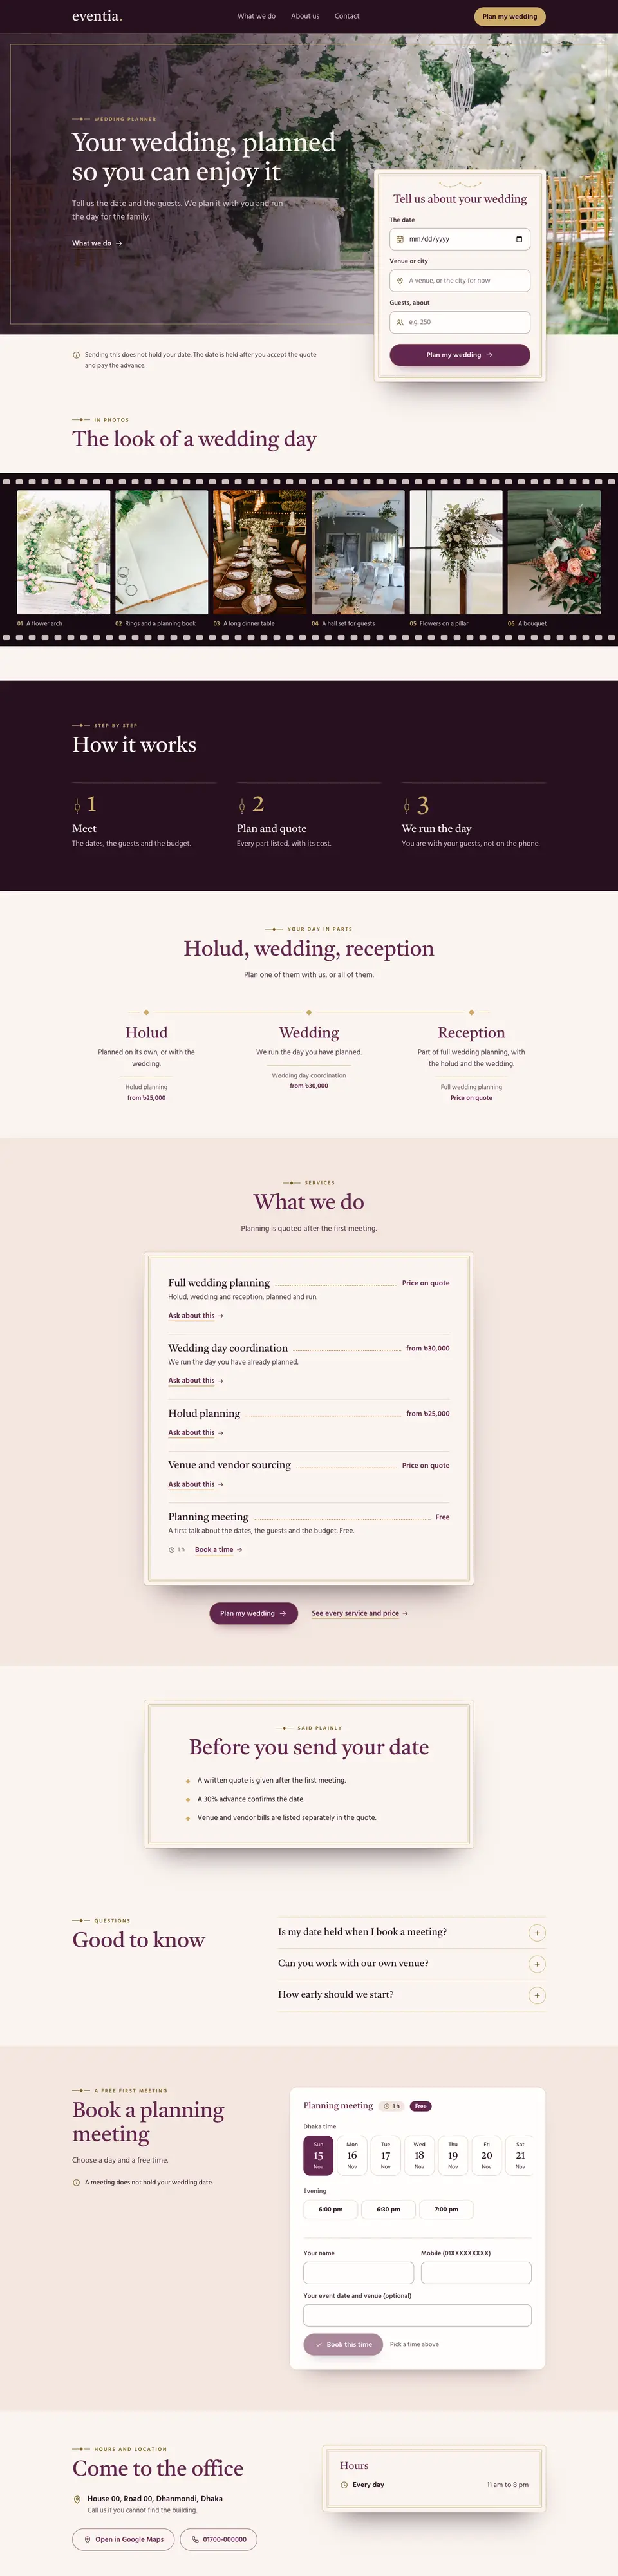 eventia.
What we do
About us
Contact
Plan my wedding
WEDDING PLANNER
Your wedding, planned
so you can enjoy it
Tell us the date and the guests. We plan it with you and run
the day for the family.
What we do
Tell us about your wedding
The date
mm/dd/yyyy
Venue or city
A venue, or the city for now
Guests, about
e.g. 250
Plan my wedding
Sending this does not hold your date. The date is held after you accept the quote
and pay the advance.
IN PHOTOS
The look of a wedding day
01 A flower arch
02 Rings and a planning book
03 A long dinner table
04 A hall set for guests
05 Flowers on a pillar
06 A bouquet
STEP BY STEP
How it works
1
Meet
The dates, the guests and the budget.
2
Plan and quote
Every part listed, with its cost.
3
We run the day
You are with your guests, not on the phone.
YOUR DAY IN PARTS
Holud, wedding, reception
Plan one of them with us, or all of them.
Holud
Planned on its own, or with the
wedding.
Holud planning
from ৳25,000
Wedding
We run the day you have planned.
Wedding day coordination
from ৳30,000
Reception
Part of full wedding planning, with
the holud and the wedding.
Full wedding planning
Price on quote
SERVICES
What we do
Planning is quoted after the first meeting.
Full wedding planning
Price on quote
Holud, wedding and reception, planned and run.
Ask about this
Wedding day coordination
from ৳30,000
We run the day you have already planned.
Ask about this
Holud planning
from ৳25,000
Ask about this
Venue and vendor sourcing
Price on quote
Ask about this
Planning meeting
Free
A first talk about the dates, the guests and the budget. Free.
1 h
Book a time
Plan my wedding
See every service and price
SAID PLAINLY
Before you send your date
A written quote is given after the first meeting.
A 30% advance confirms the date.
Venue and vendor bills are listed separately in the quote.
QUESTIONS
Good to know
Is my date held when I book a meeting?
Can you work with our own venue?
How early should we start?
A FREE FIRST MEETING
Book a planning
meeting
Choose a day and a free time.
A meeting does not hold your wedding date.
Planning meeting
1 h
Free
Dhaka time
Sun 15 Nov
Mon 16 Nov
Tue 17 Nov
Wed 18 Nov
Thu 19 Nov
Fri 20 Nov
Sat 21 Nov
Evening
6:00 pm
6:30 pm
7:00 pm
Your name
Mobile (01XXXXXXXXX)
Your event date and venue (optional)
Book this time
Pick a time above
HOURS AND LOCATION
Come to the office
House 00, Road 00, Dhanmondi, Dhaka
Call us if you cannot find the building.
Open in Google Maps
01700-000000
Hours
Every day
11 am to 8 pm